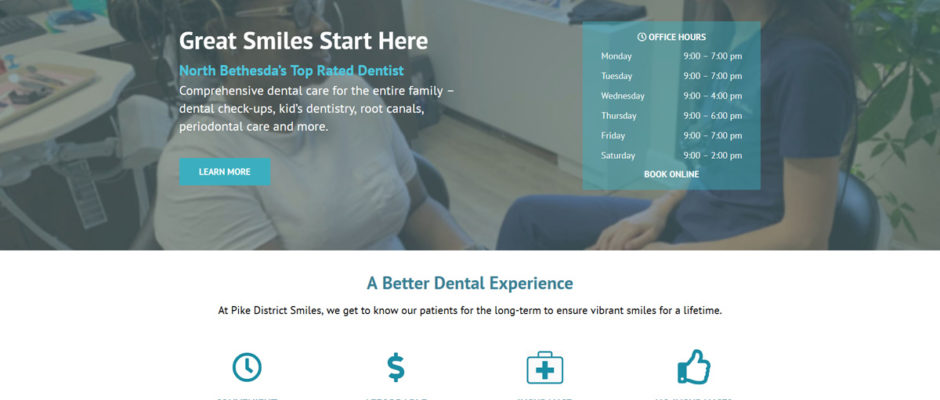 Great Smiles Start Here
North Bethesda's Top Rated Dentist
Comprehensive dental care for the entire family –
dental check-ups, kid's dentistry, root canals,
periodontal care and more.
LEARN MORE
OFFICE HOURS
Monday 9:00 – 7:00 pm
Tuesday 9:00 – 7:00 pm
Wednesday 9:00 – 4:00 pm
Thursday 9:00 – 6:00 pm
Friday 9:00 – 7:00 pm
Saturday 9:00 – 2:00 pm
BOOK ONLINE
A Better Dental Experience
At Pike District Smiles, we get to know our patients for the long-term to ensure vibrant smiles for a lifetime.